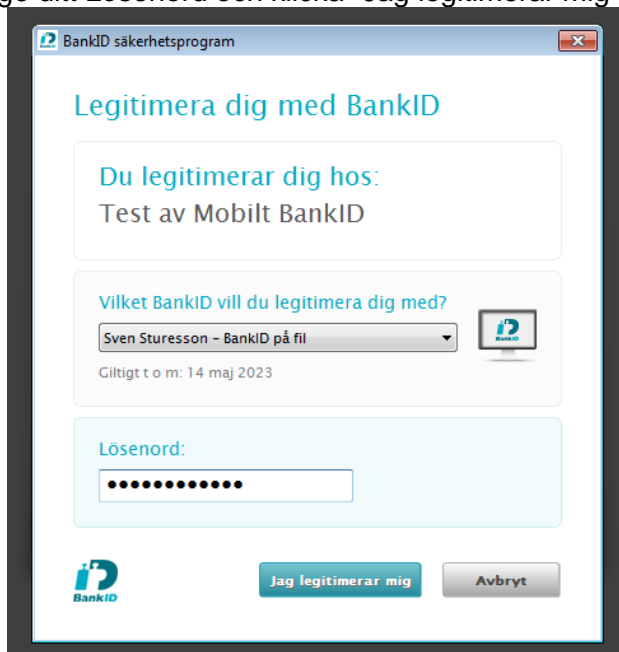 BankID säkerhetsprogram
Legitimera dig med BankID
Du legitimerar dig hos:
Test av Mobilt BankID
Vilket BankID vill du legitimera dig med?
Sven Sturesson – BankID på fil
BankID
Giltigt t o m: 14 maj 2023
Lösenord:
••••••••••••
BankID
Jag legitimerar mig
Avbryt